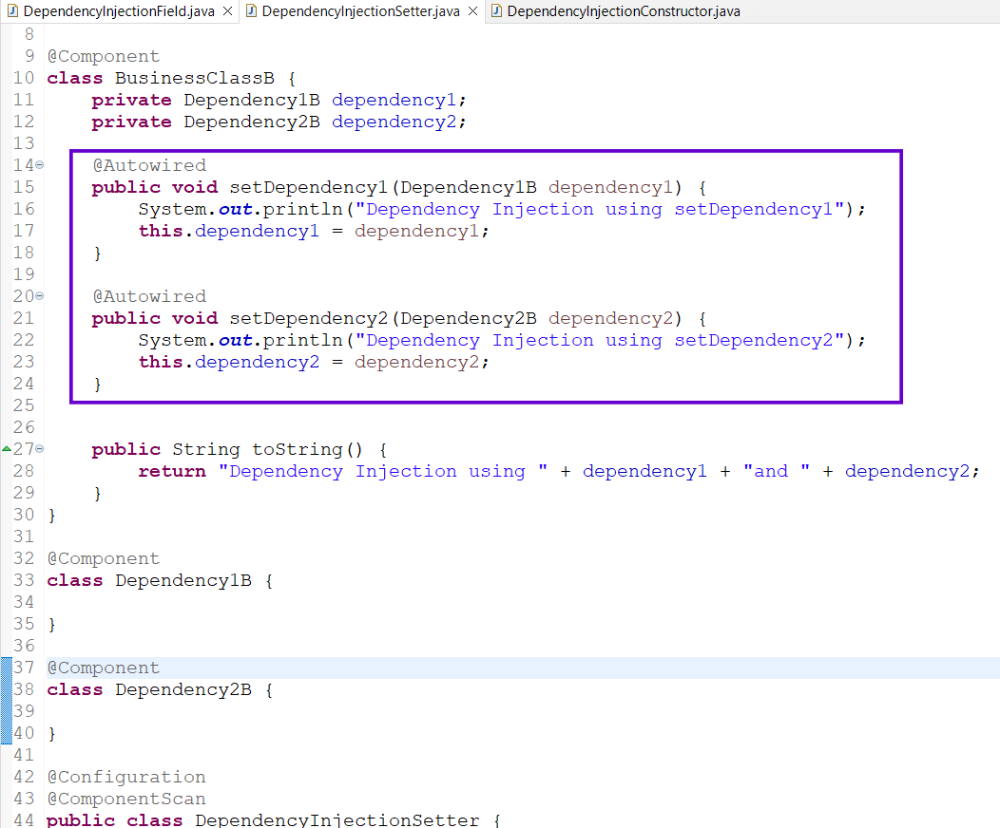 DependencyInjectionField.java DependencyInjectionSetter.java DependencyInjectionConstructor.java
8
9 @Component
10 class BusinessClassB {
11     private Dependency1B dependency1;
12     private Dependency2B dependency2;
13
14     @Autowired
15     public void setDependency1(Dependency1B dependency1) {
16         System.out.println("Dependency Injection using setDependency1");
17         this.dependency1 = dependency1;
18     }
19
20     @Autowired
21     public void setDependency2(Dependency2B dependency2) {
22         System.out.println("Dependency Injection using setDependency2");
23         this.dependency2 = dependency2;
24     }
25
26
27     public String toString() {
28         return "Dependency Injection using " + dependency1 + "and " + dependency2;
29     }
30 }
31
32 @Component
33 class Dependency1B {
34
35 }
36
37 @Component
38 class Dependency2B {
39
40 }
41
42 @Configuration
43 @ComponentScan
44 public class DependencyInjectionSetter {